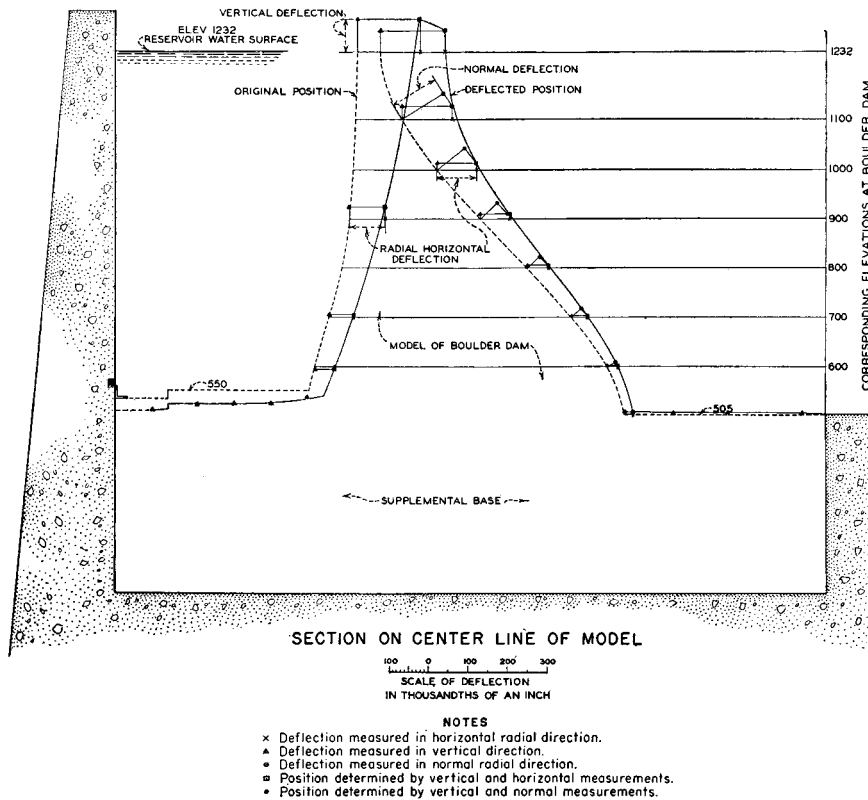 VERTICAL DEFLECTION
ELEV 1232
RESERVOIR WATER SURFACE
1232
NORMAL DEFLECTION
ORIGINAL POSITION
DEFLECTED POSITION
1100
1000
900
RADIAL HORIZONTAL
DEFLECTION
800
700
MODEL OF BOULDER DAM
600
CORRESPONDING ELEVATIONS AT BOULDER DAM
550
505
SUPPLEMENTAL BASE
SECTION ON CENTER LINE OF MODEL
100 0 100 200 300
SCALE OF DEFLECTION
IN THOUSANDTHS OF AN INCH
NOTES
× Deflection measured in horizontal radial direction.
▲ Deflection measured in vertical direction.
Deflection measured in normal radial direction.
Position determined by vertical and horizontal measurements.
• Position determined by vertical and normal measurements.